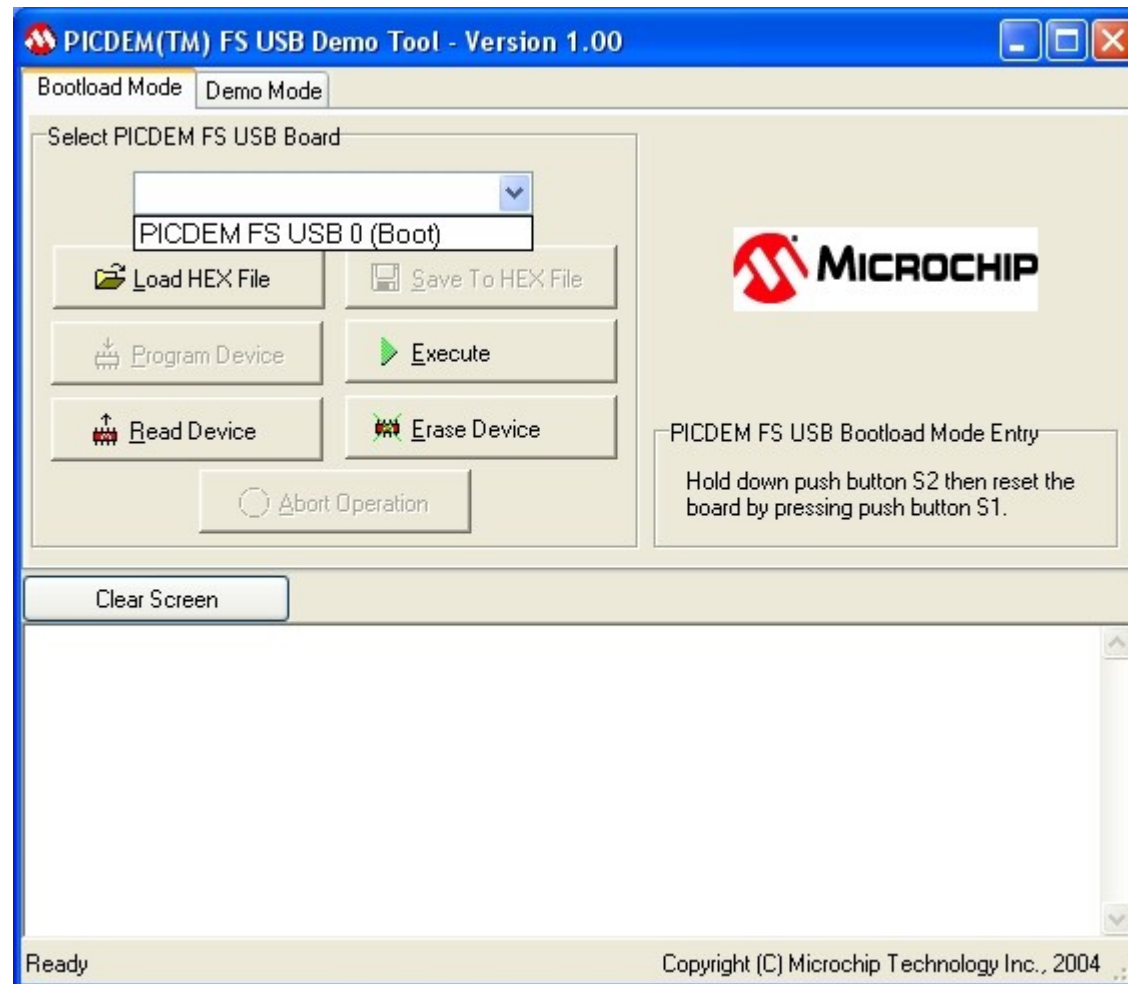 PICDEM(TM) FS USB Demo Tool - Version 1.00
Bootload Mode Demo Mode
Select PICDEM FS USB Board
PICDEM FS USB 0 (Boot)
Load HEX File
Save To HEX File
Program Device
Execute
Read Device
Erase Device
Abort Operation
MICROCHIP
PICDEM FS USB Bootload Mode Entry
Hold down push button S2 then reset the
board by pressing push button S1.
Clear Screen
Ready
Copyright (C) Microchip Technology Inc., 2004